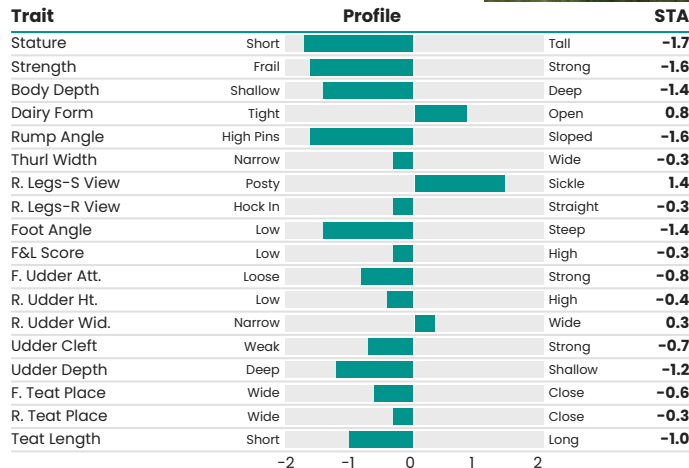 Trait Profile STA
Stature Short Tall -1.7
Strength Frail Strong -1.6
Body Depth Shallow Deep -1.4
Dairy Form Tight Open 0.8
Rump Angle High Pins Sloped -1.6
Thurl Width Narrow Wide -0.3
R. Legs-S View Posty Sickle 1.4
R. Legs-R View Hock In Straight -0.3
Foot Angle Low Steep -1.4
F&L Score Low High -0.3
F. Udder Att. Loose Strong -0.8
R. Udder Ht. Low High -0.4
R. Udder Wid. Narrow Wide 0.3
Udder Cleft Weak Strong -0.7
Udder Depth Deep Shallow -1.2
F. Teat Place Wide Close -0.6
R. Teat Place Wide Close -0.3
Teat Length Short Long -1.0
-2 -1 0 1 2